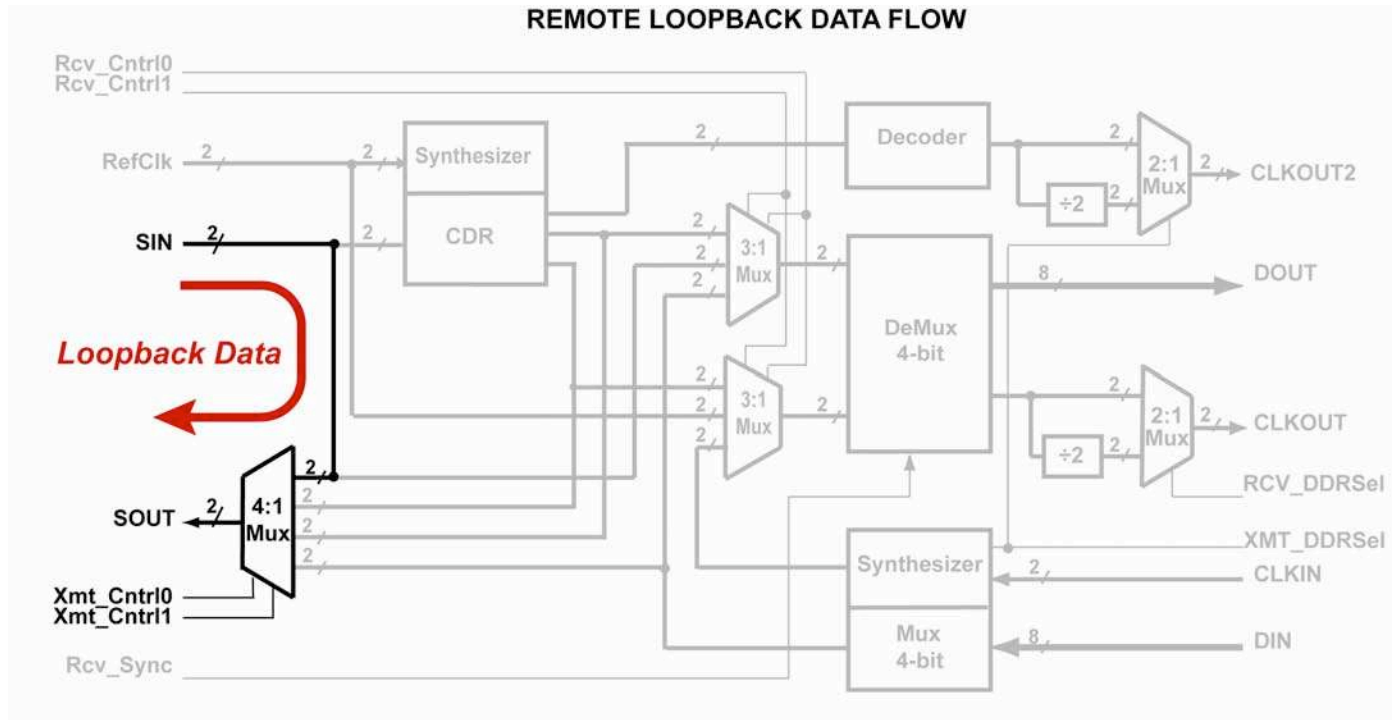 REMOTE LOOPBACK DATA FLOW
Rcv_Cntrl0
Rcv_Cntrl1
RefClk
2
2
Synthesizer
CDR
2
Decoder
2
2:1
Mux
2
CLKOUT2
÷2
2
SIN
2
2
2
2
2
3:1
Mux
2
DeMux
4-bit
8
DOUT
Loopback Data
2
2
2
3:1
Mux
2
2
2:1
Mux
2
CLKOUT
÷2
2
RCV_DDRSel
SOUT
2
4:1
Mux
2
2
2
2
Synthesizer
XMT_DDRSel
2
CLKIN
Xmt_Cntrl0
Xmt_Cntrl1
Mux
4-bit
8
DIN
Rcv_Sync